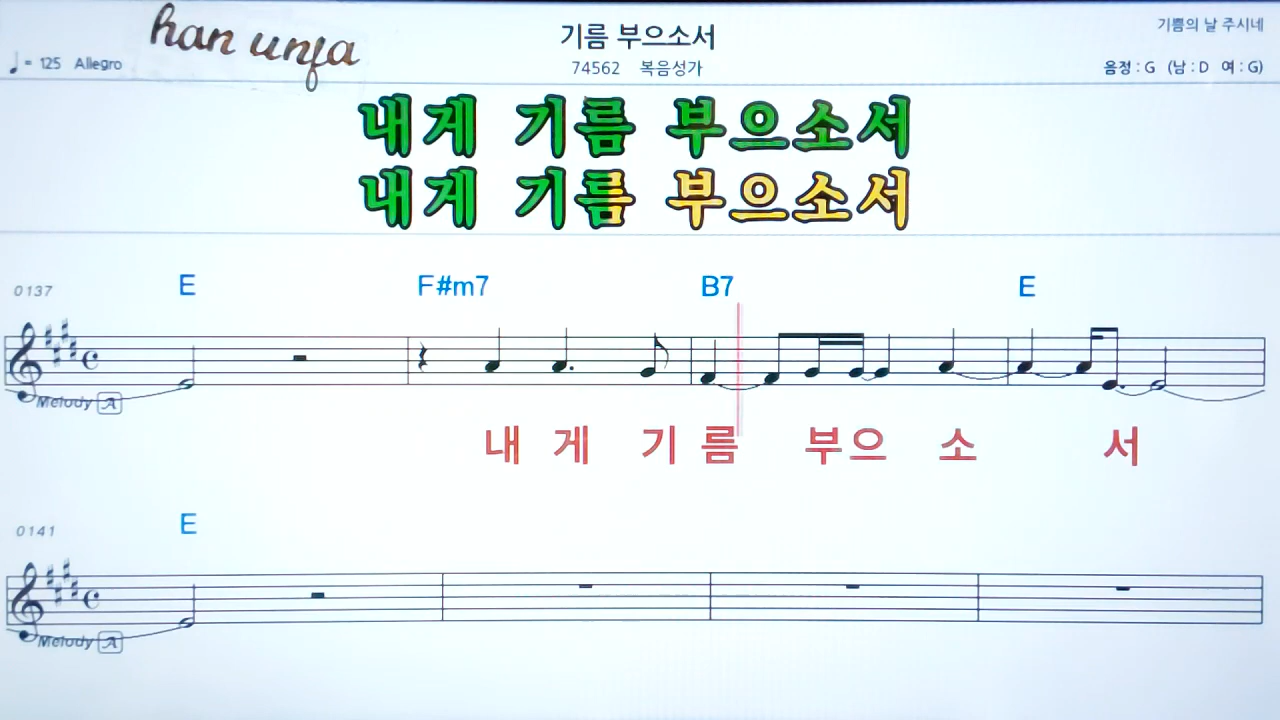 han unfa
기름 부으소서
기쁨의 날 주시네
♩= 125 Allegro
74562 복음성가
음정 : G (남 : D 여 : G)
내게 기름 부으소서
내게 기름 부으소서
0137
E F#m7 B7 E
Melody A
내 게 기 름 부으 소 서
0141
E
Melody A